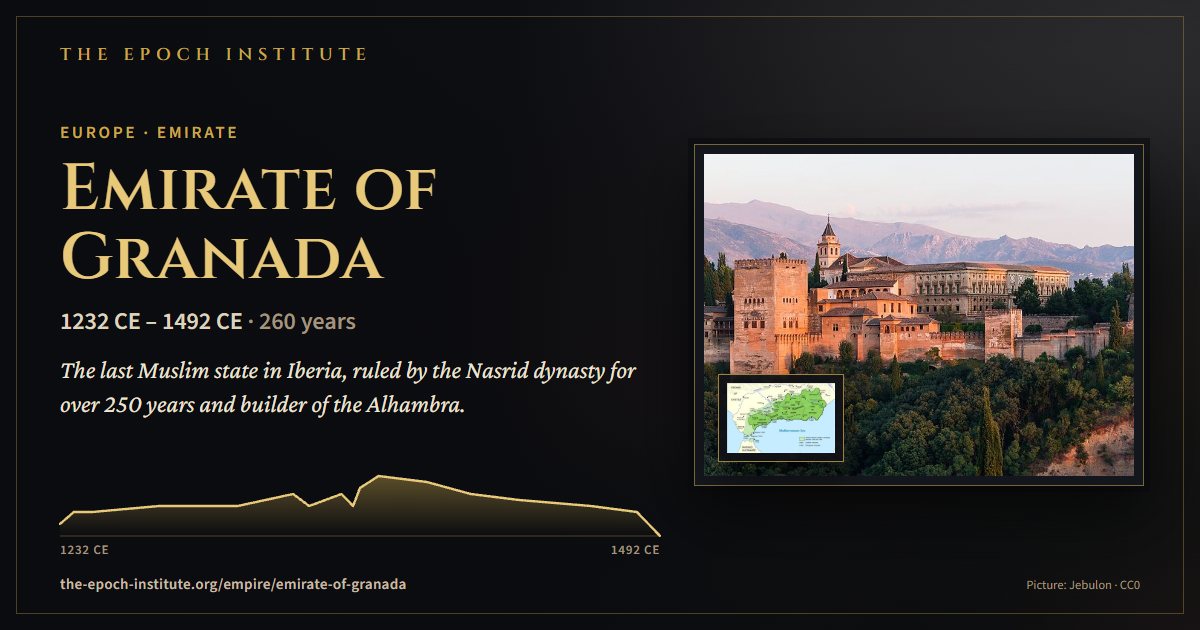 THE EPOCH INSTITUTE
EUROPE · EMIRATE
EMIRATE OF
GRANADA
1232 CE – 1492 CE · 260 years
The last Muslim state in Iberia, ruled by the Nasrid dynasty for
over 250 years and builder of the Alhambra.
Mediterranean Sea
1232 CE
1492 CE
the-epoch-institute.org/empire/emirate-of-granada
Picture: Jebulon · CC0